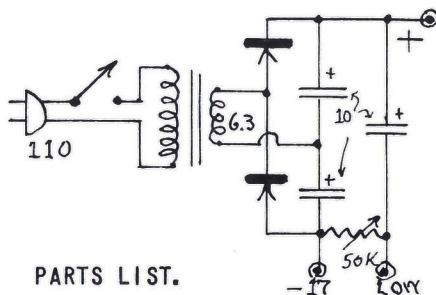 +
+
6.3
10
+
+
110
50K
PARTS LIST.
-17
LOW